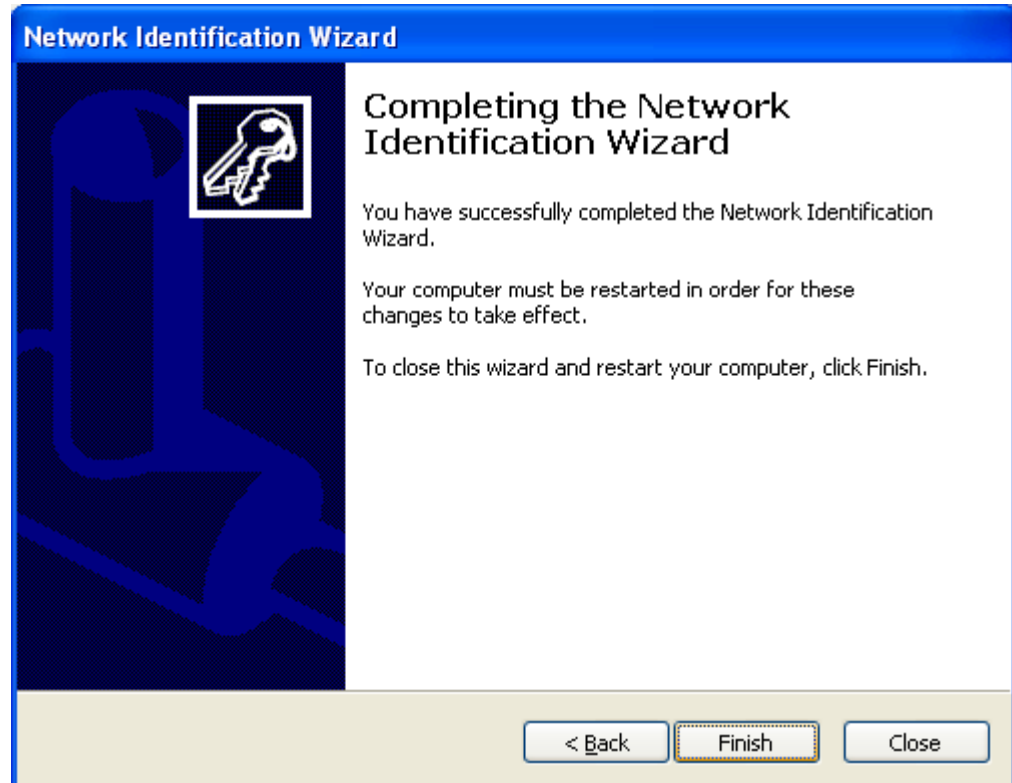 Network Identification Wizard
Completing the Network
Identification Wizard
You have successfully completed the Network Identification
Wizard.
Your computer must be restarted in order for these
changes to take effect.
To close this wizard and restart your computer, click Finish.
< Back
Finish
Close